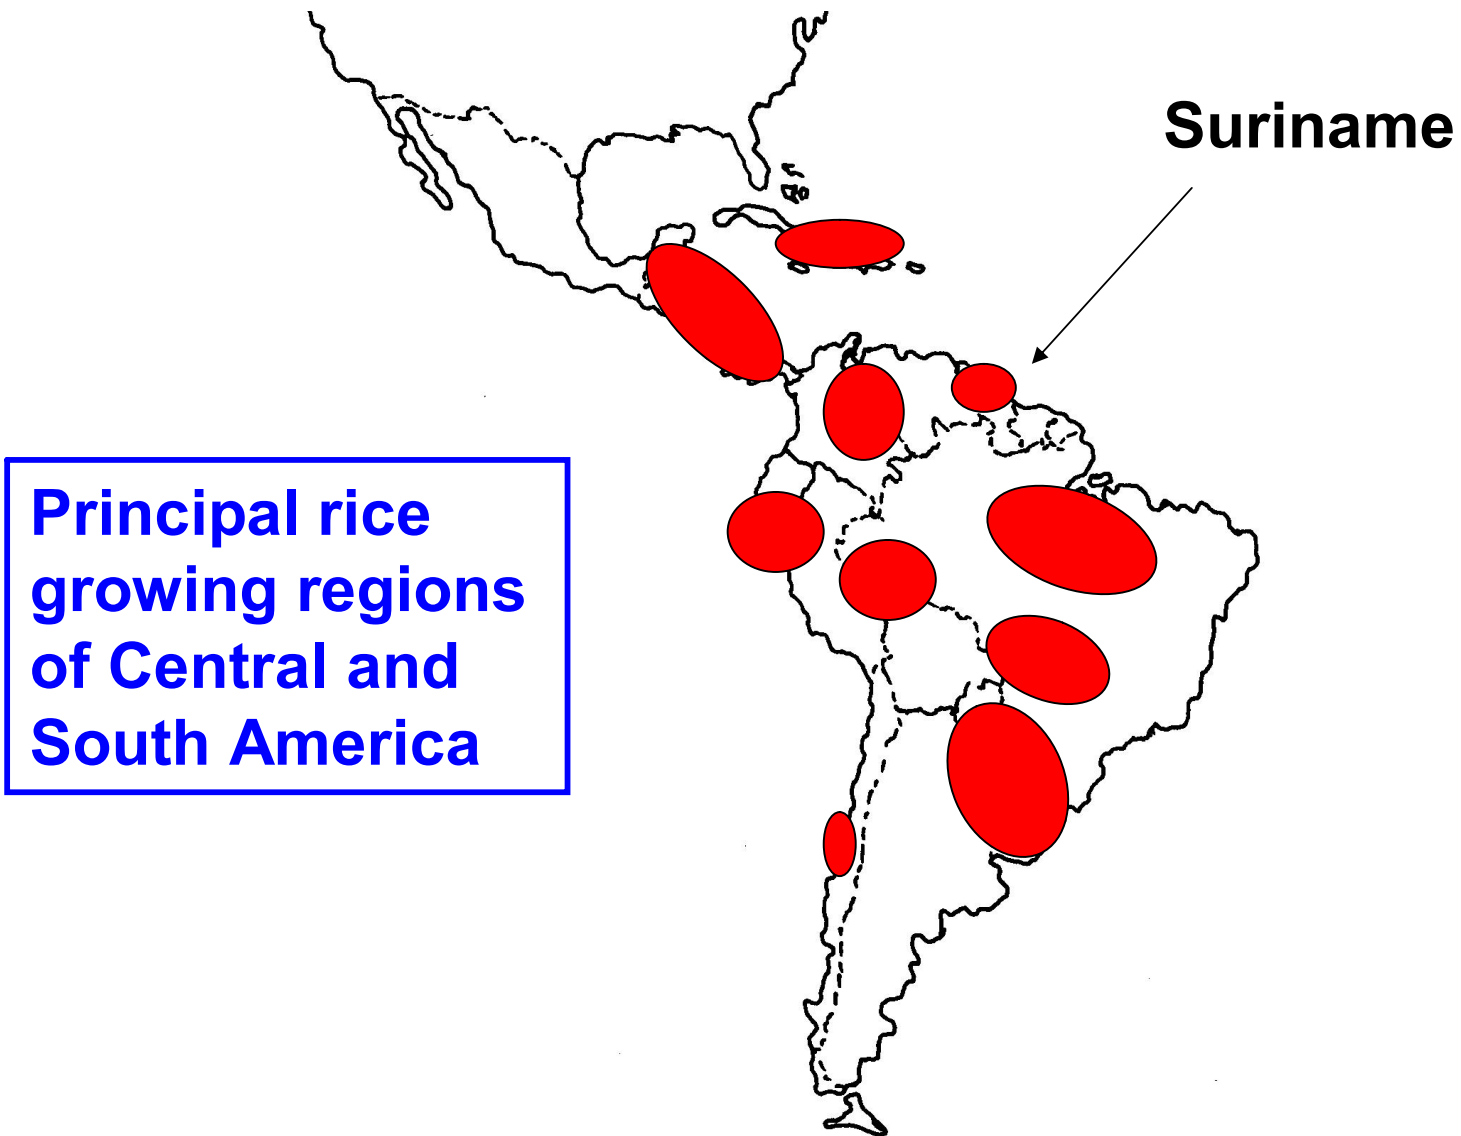 Suriname
Principal rice
growing regions
of Central and
South America